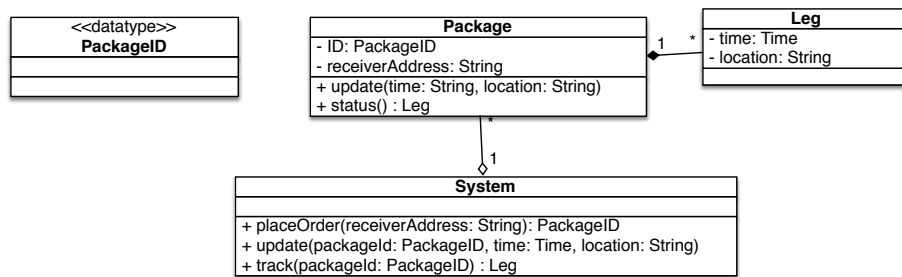 <<datatype>>
PackageID
Package
- ID: PackageID
- receiverAddress: String
+ update(time: String, location: String)
+ status() : Leg
1
*
Leg
- time: Time
- location: String
*
1
System
+ placeOrder(receiverAddress: String): PackageID
+ update(packageId: PackageID, time: Time, location: String)
+ track(packageId: PackageID) : Leg